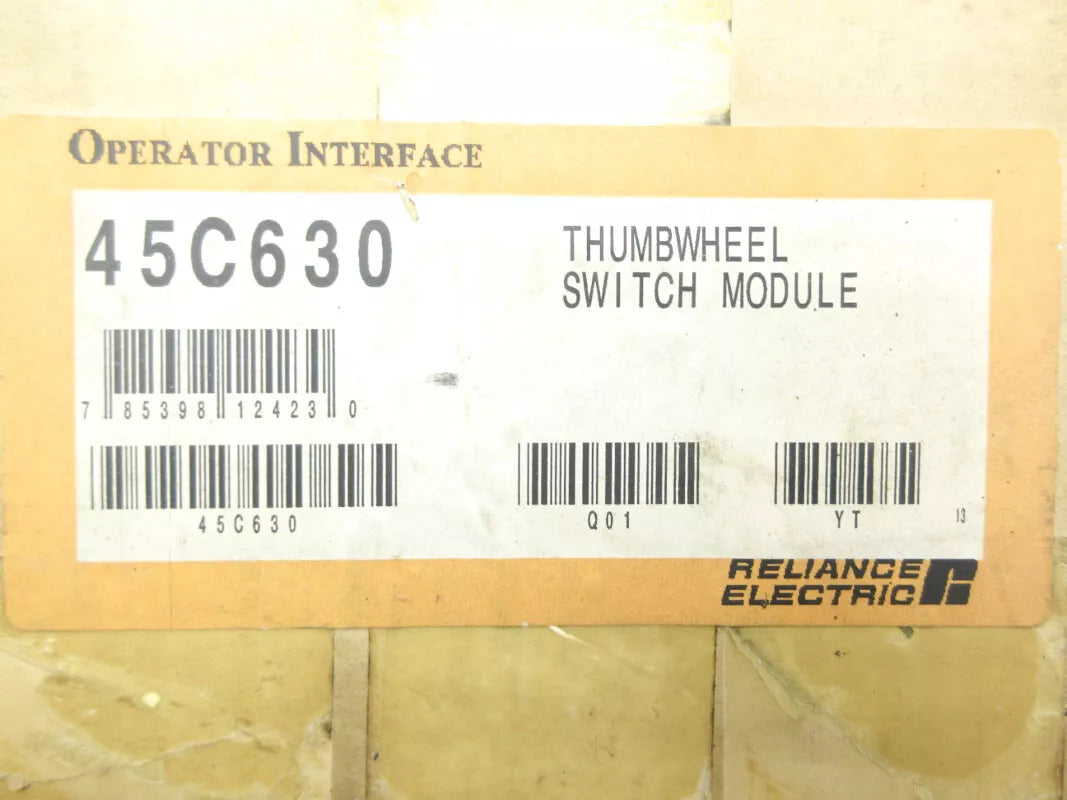 OPERATOR INTERFACE
45C630
THUMBWHEEL
SWITCH MODULE
7 85398 12423 0
45C630
Q01
YT
13
RELIANCE
ELECTRIC